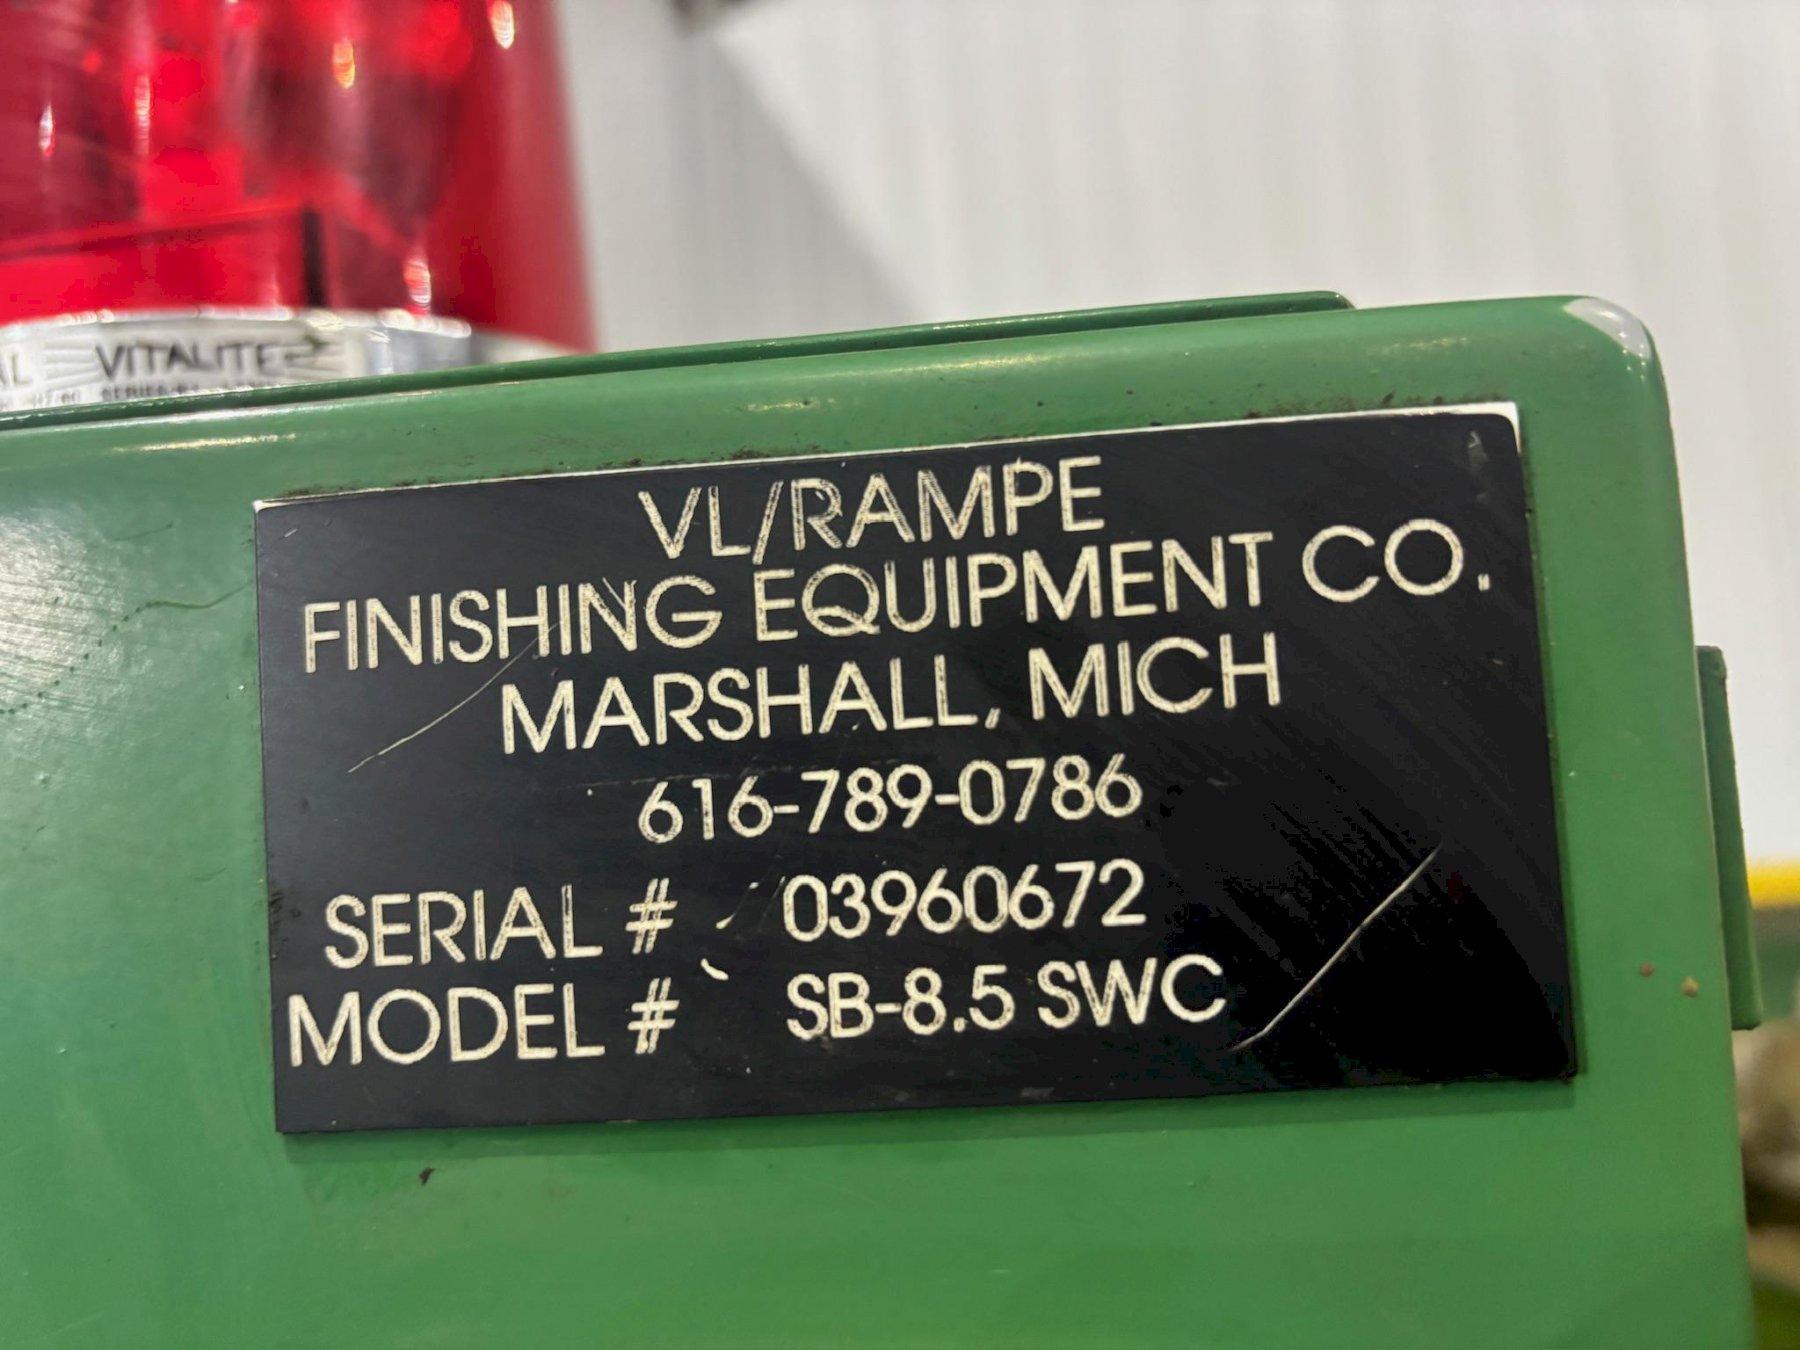 VITALITE
VL/RAMPE
FINISHING EQUIPMENT CO.
MARSHALL, MICH
616-789-0786
SERIAL # 03960672
MODEL # SB-8.5 SWC